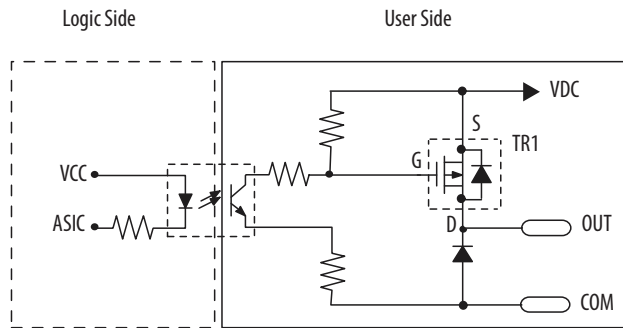 Logic Side
User Side
VDC
S
TR1
G
VCC
ASIC
D
OUT
COM